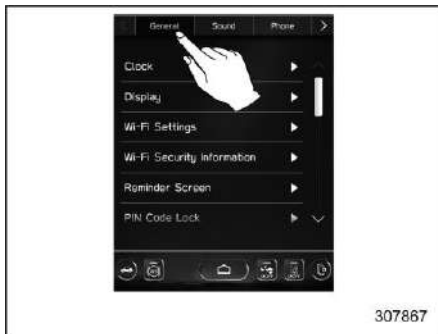 General Sound Phone
Clock
Display
Wi-Fi Settings
Wi-Fi Security Information
Reminder Screen
PIN Code Lock
307867